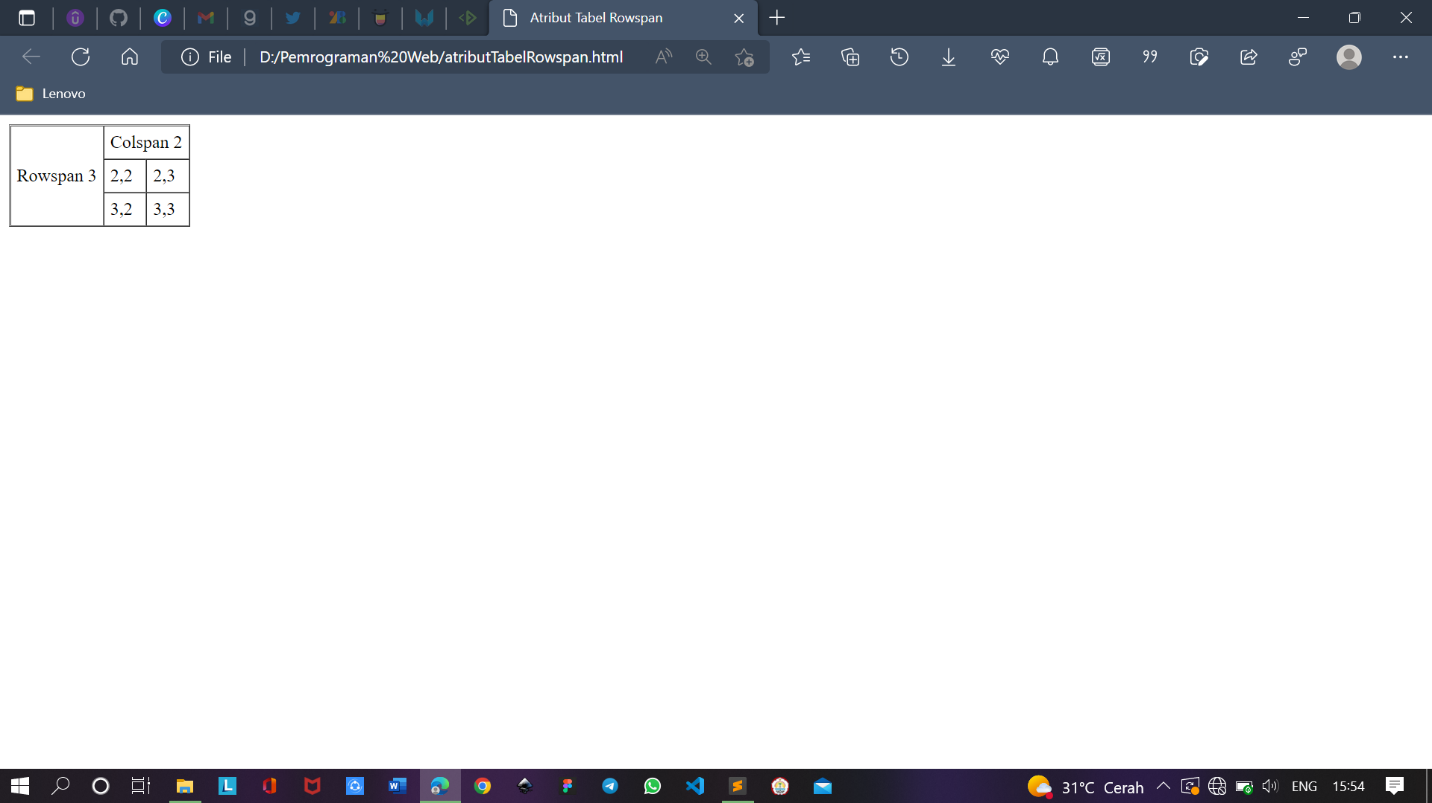 Atribut Tabel Rowspan
File D:/Pemrograman%20Web/atributTabelRowspan.html
Lenovo
Colspan 2
Rowspan 3 2,2 2,3
3,2 3,3
31°C Cerah ENG 15:54